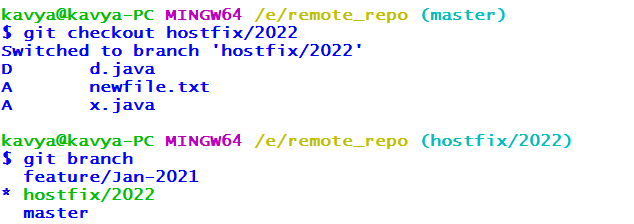 kavya@kavya-PC MINGW64 /e/remote_repo (master)
$ git checkout hostfix/2022
Switched to branch 'hostfix/2022'
D       d.java
A       newfile.txt
A       x.java

kavya@kavya-PC MINGW64 /e/remote_repo (hostfix/2022)
$ git branch
  feature/Jan-2021
* hostfix/2022
  master